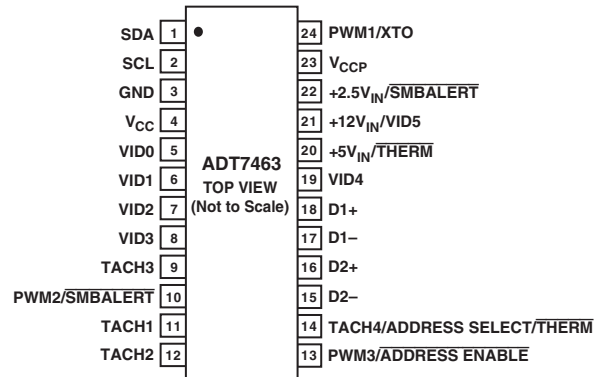 SDA 1
SCL 2
GND 3
VCC 4
VID0 5
VID1 6
VID2 7
VID3 8
TACH3 9
PWM2/SMBALERT 10
TACH1 11
TACH2 12
ADT7463
TOP VIEW
(Not to Scale)
24 PWM1/XTO
23 VCCP
22 +2.5VIN/SMBALERT
21 +12VIN/VID5
20 +5VIN/THERM
19 VID4
18 D1+
17 D1–
16 D2+
15 D2–
14 TACH4/ADDRESS SELECT/THERM
13 PWM3/ADDRESS ENABLE